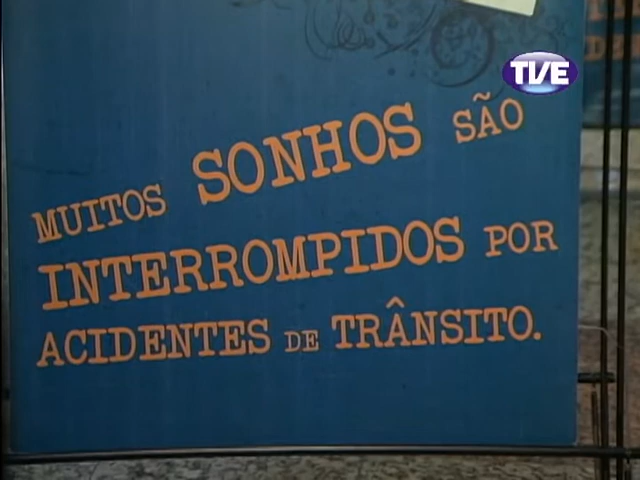 TVE
MUITOS SONHOS SÃO
INTERROMPIDOS POR
ACIDENTES DE TRÂNSITO.